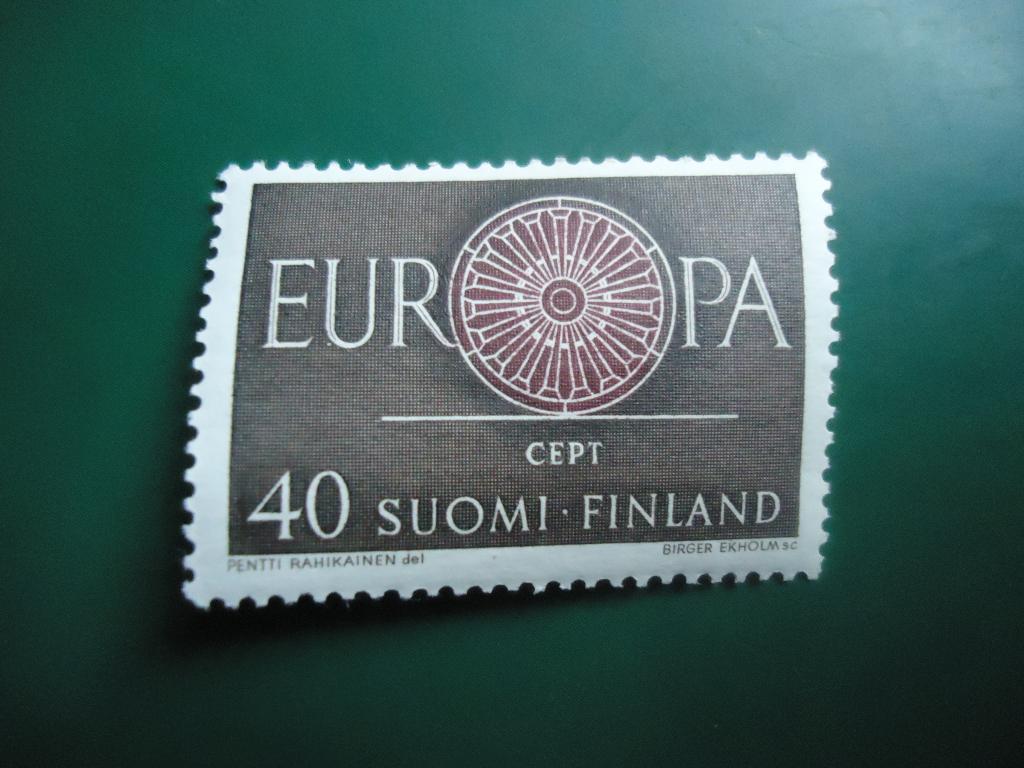 EUROPA
CEPT
40 SUOMI · FINLAND
PENTTI RAHIKAINEN del BIRGER EKHOLM sc